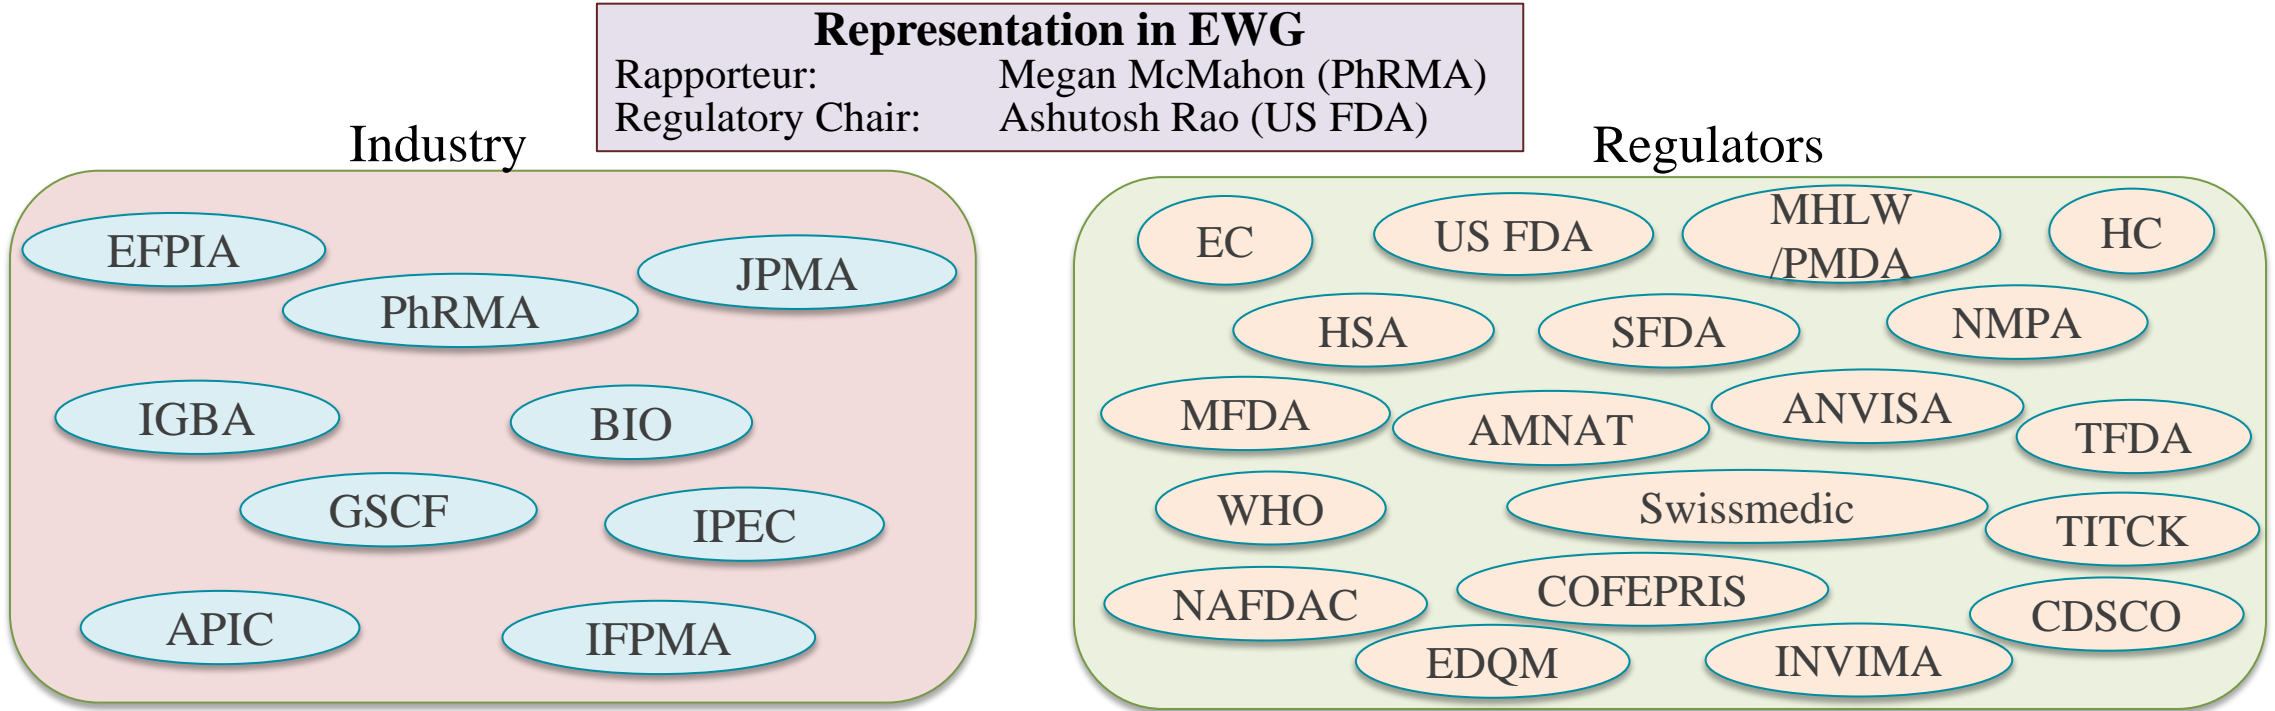 Representation in EWG
Rapporteur: Megan McMahon (PhRMA)
Regulatory Chair: Ashutosh Rao (US FDA)
Industry
EFPIA
JPMA
PhRMA
IGBA
BIO
GSCF
IPEC
APIC
IFPMA
Regulators
EC
US FDA
MHLW
/PMDA
HC
HSA
SFDA
NMPA
MFDA
AMNAT
ANVISA
TFDA
WHO
Swissmedic
TITCK
NAFDAC
COFEPRIS
CDSCO
EDQM
INVIMA